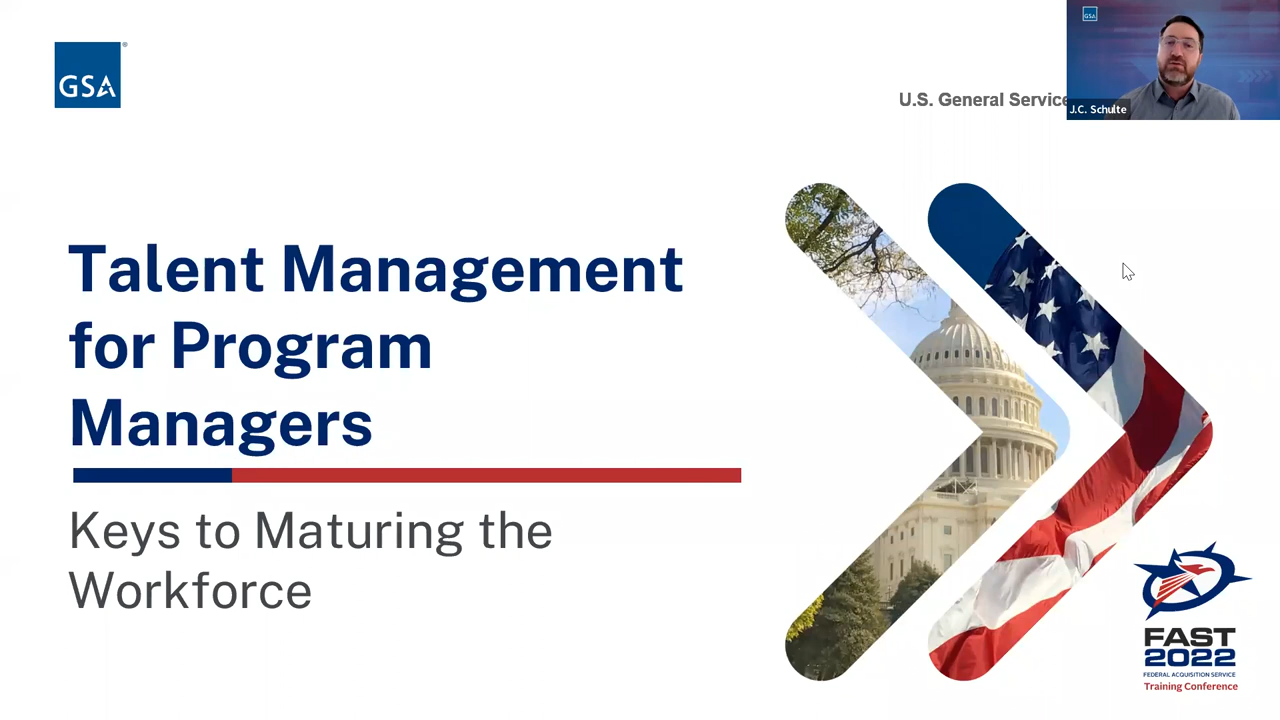 GSA
GSA
U.S. General Service
J.C. Schulte
Talent Management
for Program
Managers
Keys to Maturing the
Workforce
FAST
2022
FEDERAL ACQUISITION SERVICE
Training Conference